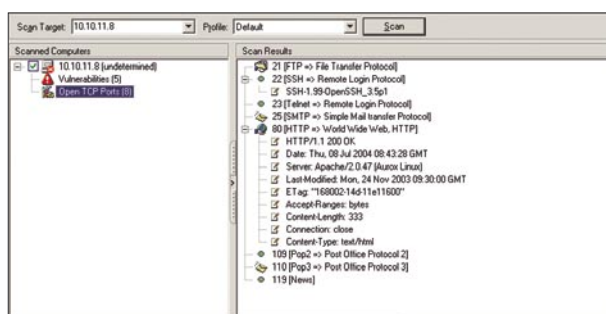 Scan Target: 10.10.11.8 Profile: Default Scan
Scanned Computers
10.10.11.8 [undetermined]
Vulnerabilities (5)
Open TCP Ports (8)
Scan Results
21 [FTP => File Transfer Protocol]
22 [SSH => Remote Login Protocol]
SSH-1.99-OpenSSH_3.5p1
23 [Telnet => Remote Login Protocol]
25 [SMTP => Simple Mail transfer Protocol]
80 [HTTP => World Wide Web, HTTP]
HTTP/1.1 200 OK
Date: Thu, 08 Jul 2004 08:43:28 GMT
Server: Apache/2.0.47 (Aurox Linux)
Last-Modified: Mon, 24 Nov 2003 09:30:00 GMT
ETag: "168002-14d-11e11600"
Accept-Ranges: bytes
Content-Length: 333
Connection: close
Content-Type: text/html
109 [Pop2 => Post Office Protocol 2]
110 [Pop3 => Post Office Protocol 3]
119 [News]